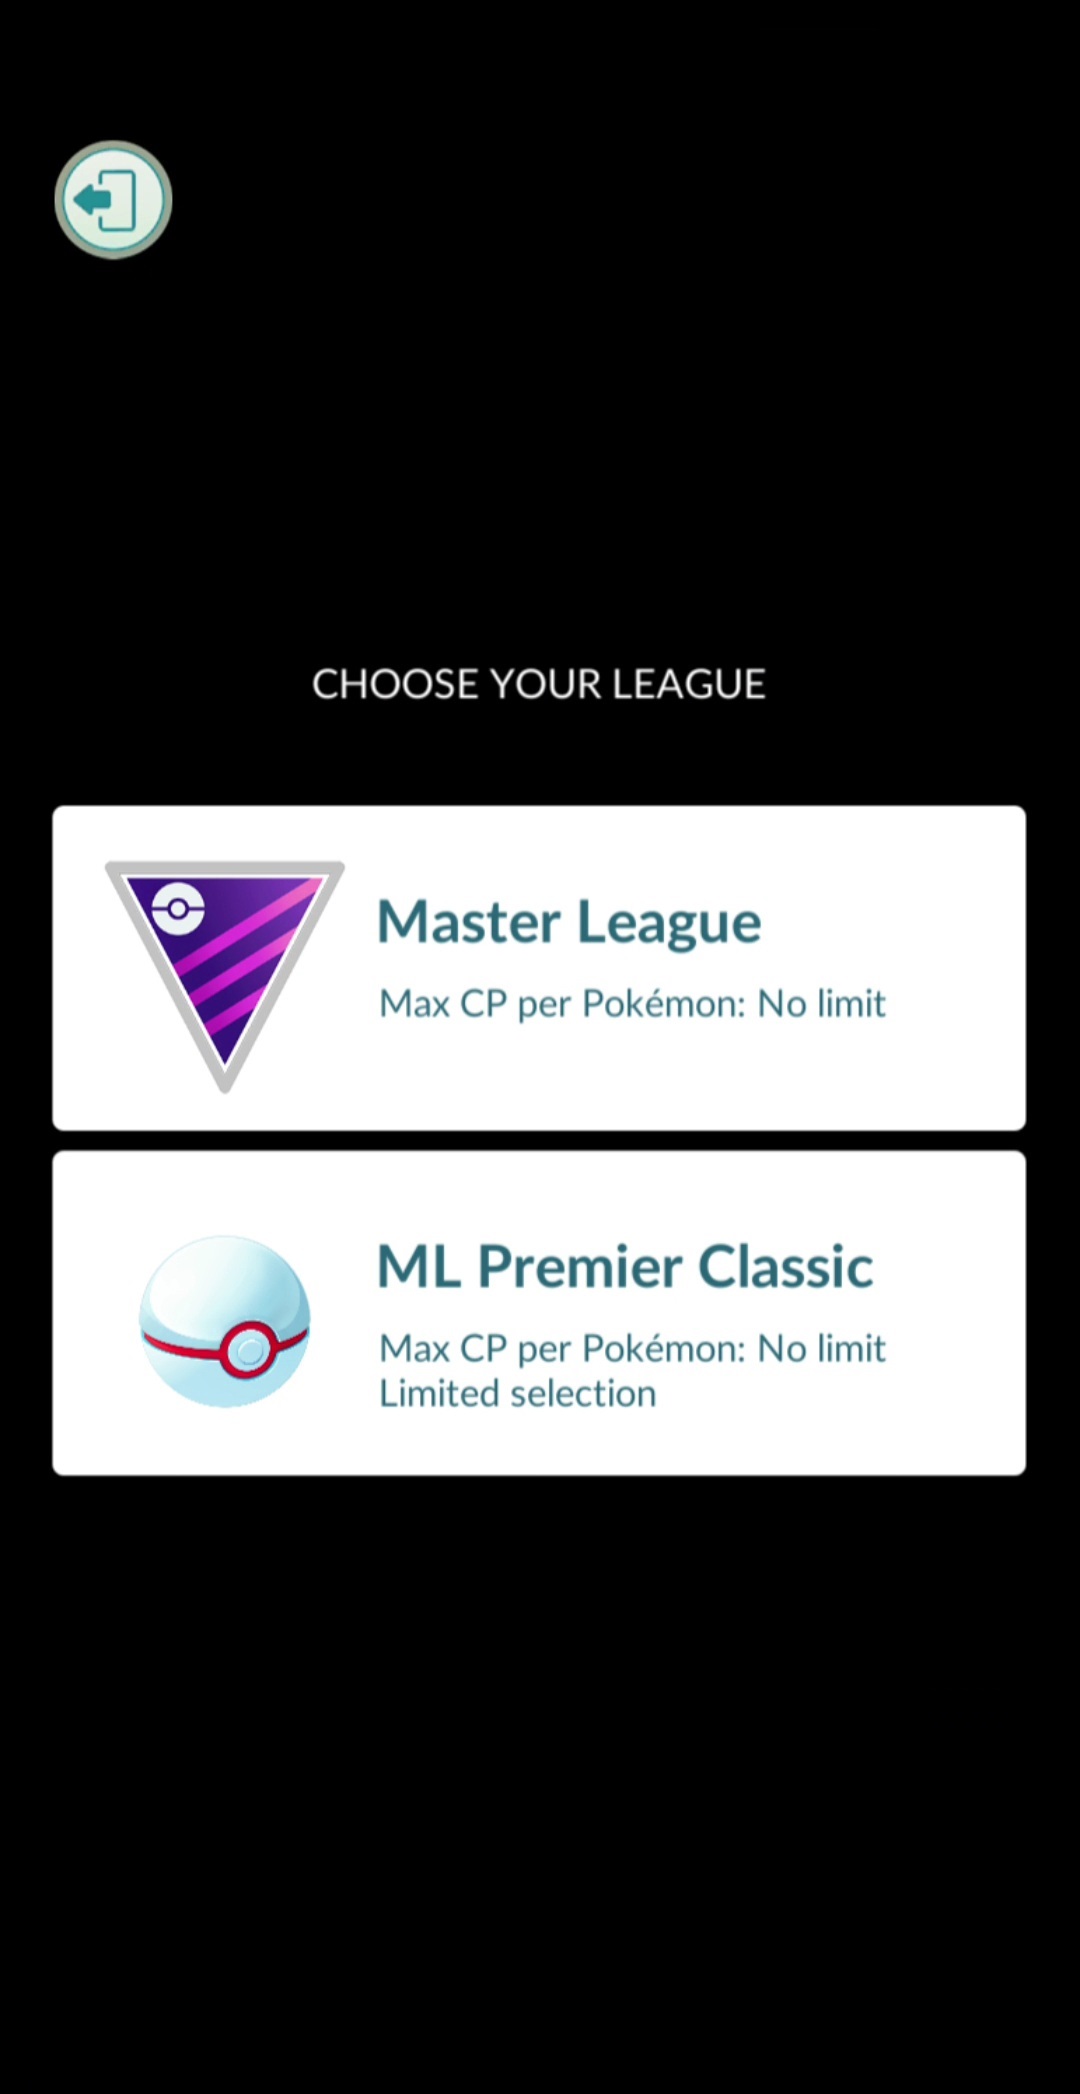 CHOOSE YOUR LEAGUE
Master League
Max CP per Pokémon: No limit
ML Premier Classic
Max CP per Pokémon: No limit
Limited selection